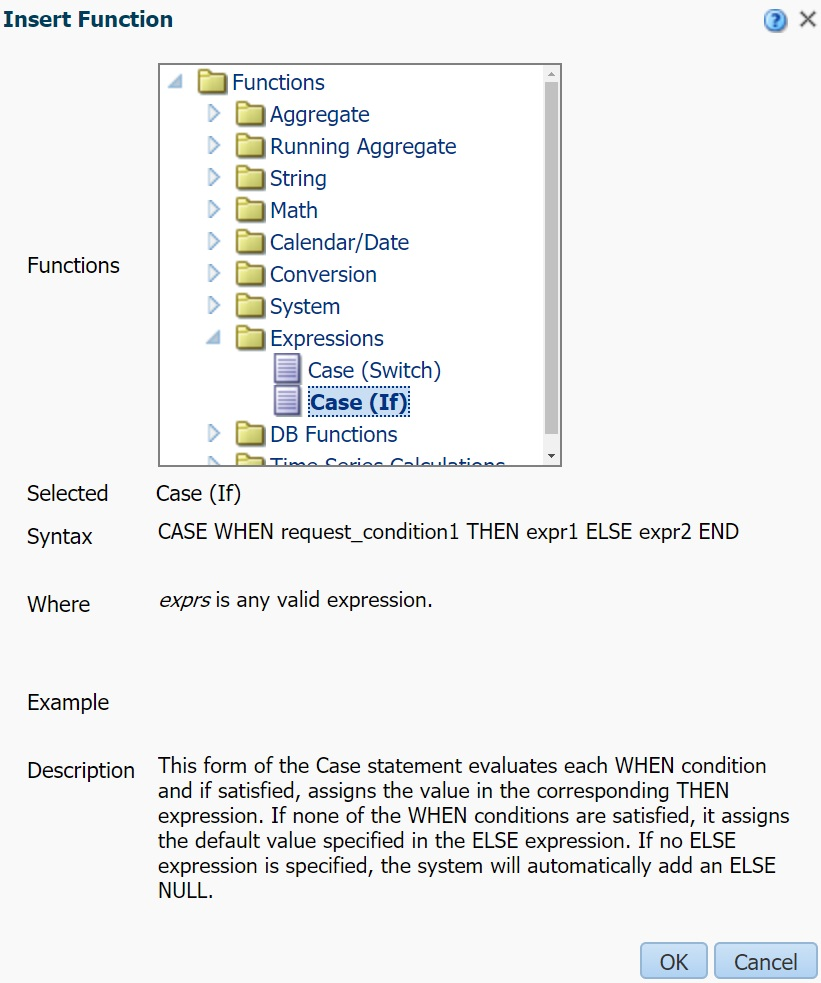 Insert Function
Functions
Functions
Aggregate
Running Aggregate
String
Math
Calendar/Date
Conversion
System
Expressions
Case (Switch)
Case (If)
DB Functions
Time Series Calculations
Selected Case (If)
Syntax CASE WHEN request_condition1 THEN expr1 ELSE expr2 END
Where exprs is any valid expression.
Example
Description This form of the Case statement evaluates each WHEN condition
and if satisfied, assigns the value in the corresponding THEN
expression. If none of the WHEN conditions are satisfied, it assigns
the default value specified in the ELSE expression. If no ELSE
expression is specified, the system will automatically add an ELSE
NULL.
OK Cancel